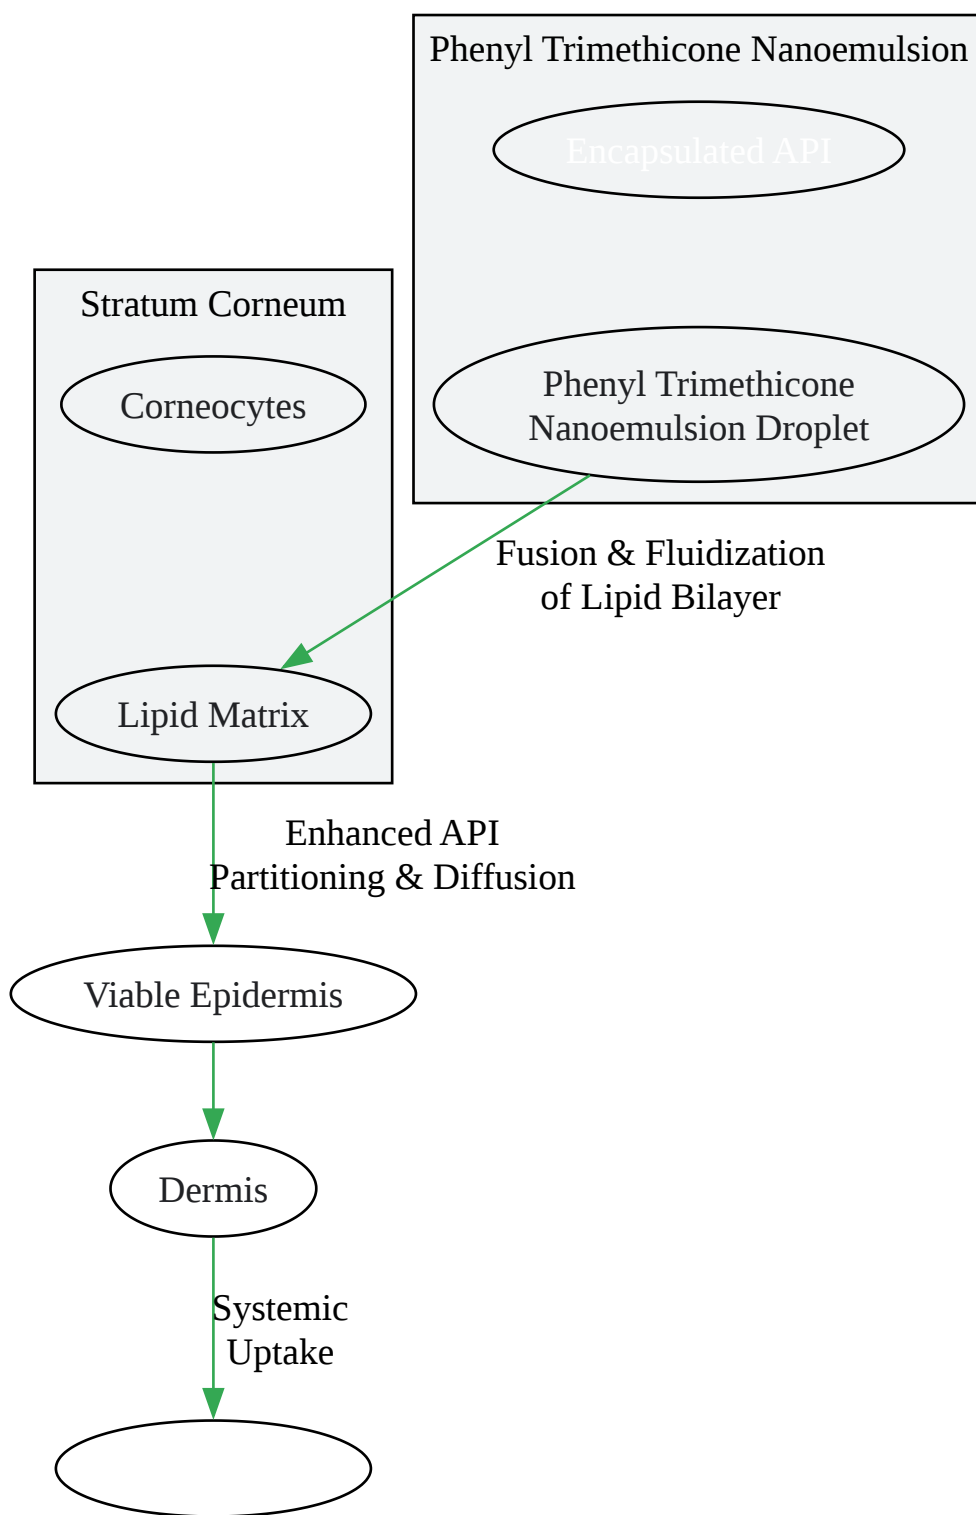 Phenyl Trimethicone Nanoemulsion
Encapsulated API
Stratum Corneum
Corneocytes
Phenyl Trimethicone
Nanoemulsion Droplet
Fusion & Fluidization
of Lipid Bilayer
Lipid Matrix
Enhanced API
Partitioning & Diffusion
Viable Epidermis
Dermis
Systemic
Uptake